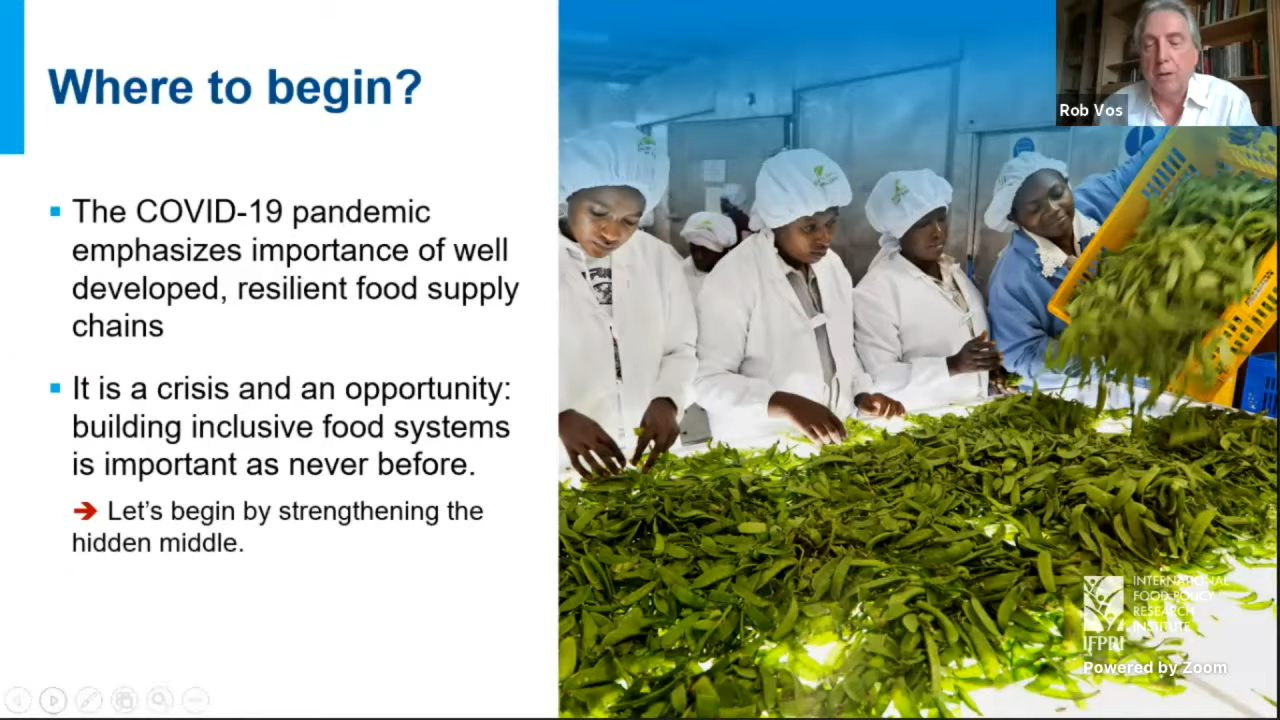 Where to begin?
Rob Vos
The COVID-19 pandemic
emphasizes importance of well
developed, resilient food supply
chains
It is a crisis and an opportunity:
building inclusive food systems
is important as never before.
➔ Let’s begin by strengthening the
hidden middle.
INTERNATIONAL
FOOD POLICY
RESEARCH
INSTITUTE
IFPRI
Powered by Zoom